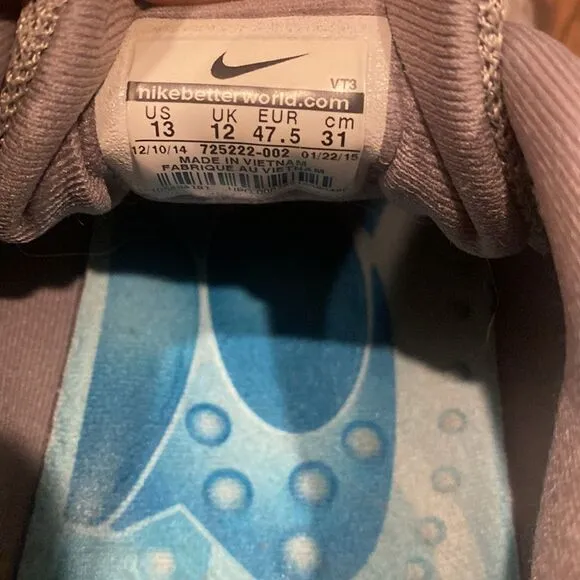 VT3
nikebetterworld.com
US UK EUR cm
13 12 47.5 31
12/10/14 725222-002 01/22/15
MADE IN VIETNAM
FABRIQUE AU VIETNAM